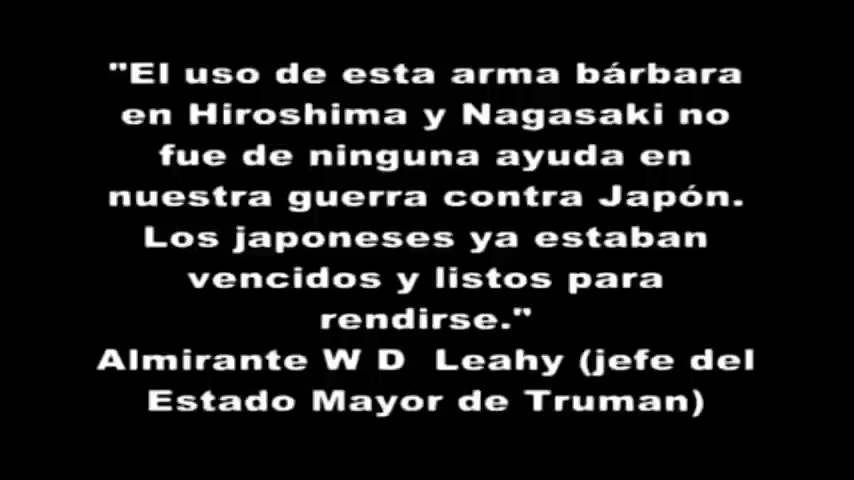 "El uso de esta arma bárbara
en Hiroshima y Nagasaki no
fue de ninguna ayuda en
nuestra guerra contra Japón.
Los japoneses ya estaban
vencidos y listos para
rendirse."
Almirante W D  Leahy (jefe del
Estado Mayor de Truman)